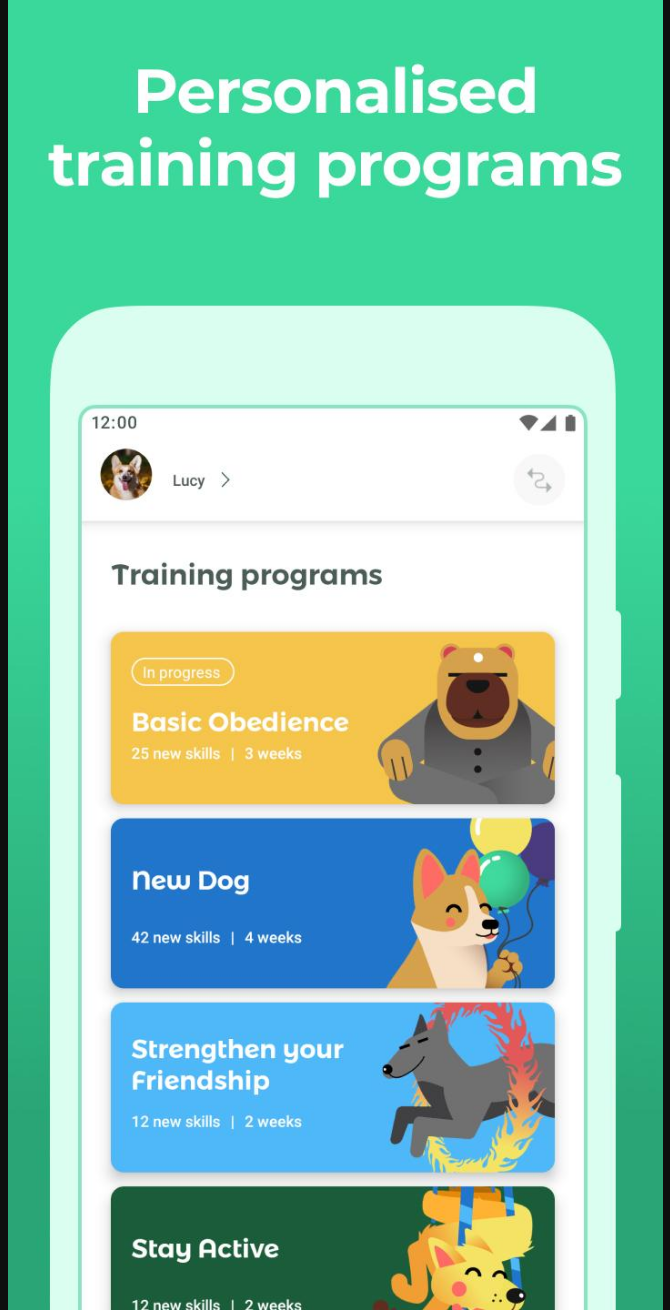 Personalised
training programs
12:00
Lucy
Training programs
In progress
Basic Obedience
25 new skills | 3 weeks
New Dog
42 new skills | 4 weeks
Strengthen your
Friendship
12 new skills | 2 weeks
Stay Active
12 new skills | 2 weeks